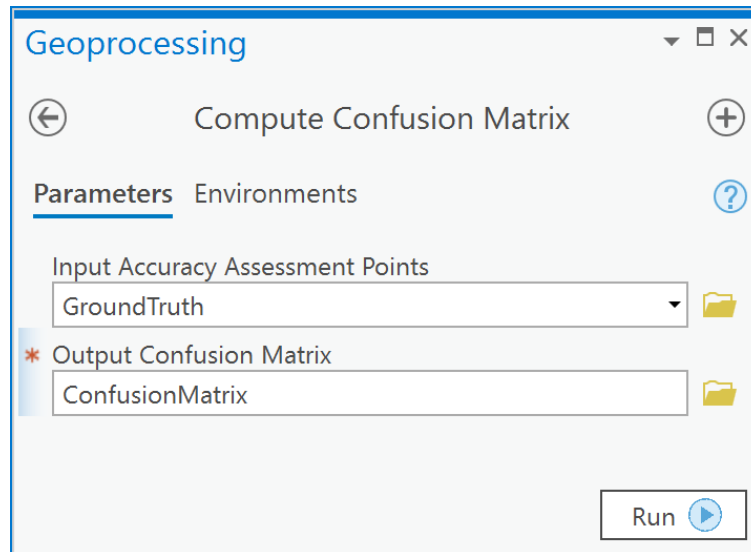 Geoprocessing
Compute Confusion Matrix
Parameters Environments
?
Input Accuracy Assessment Points
GroundTruth
* Output Confusion Matrix
ConfusionMatrix
Run